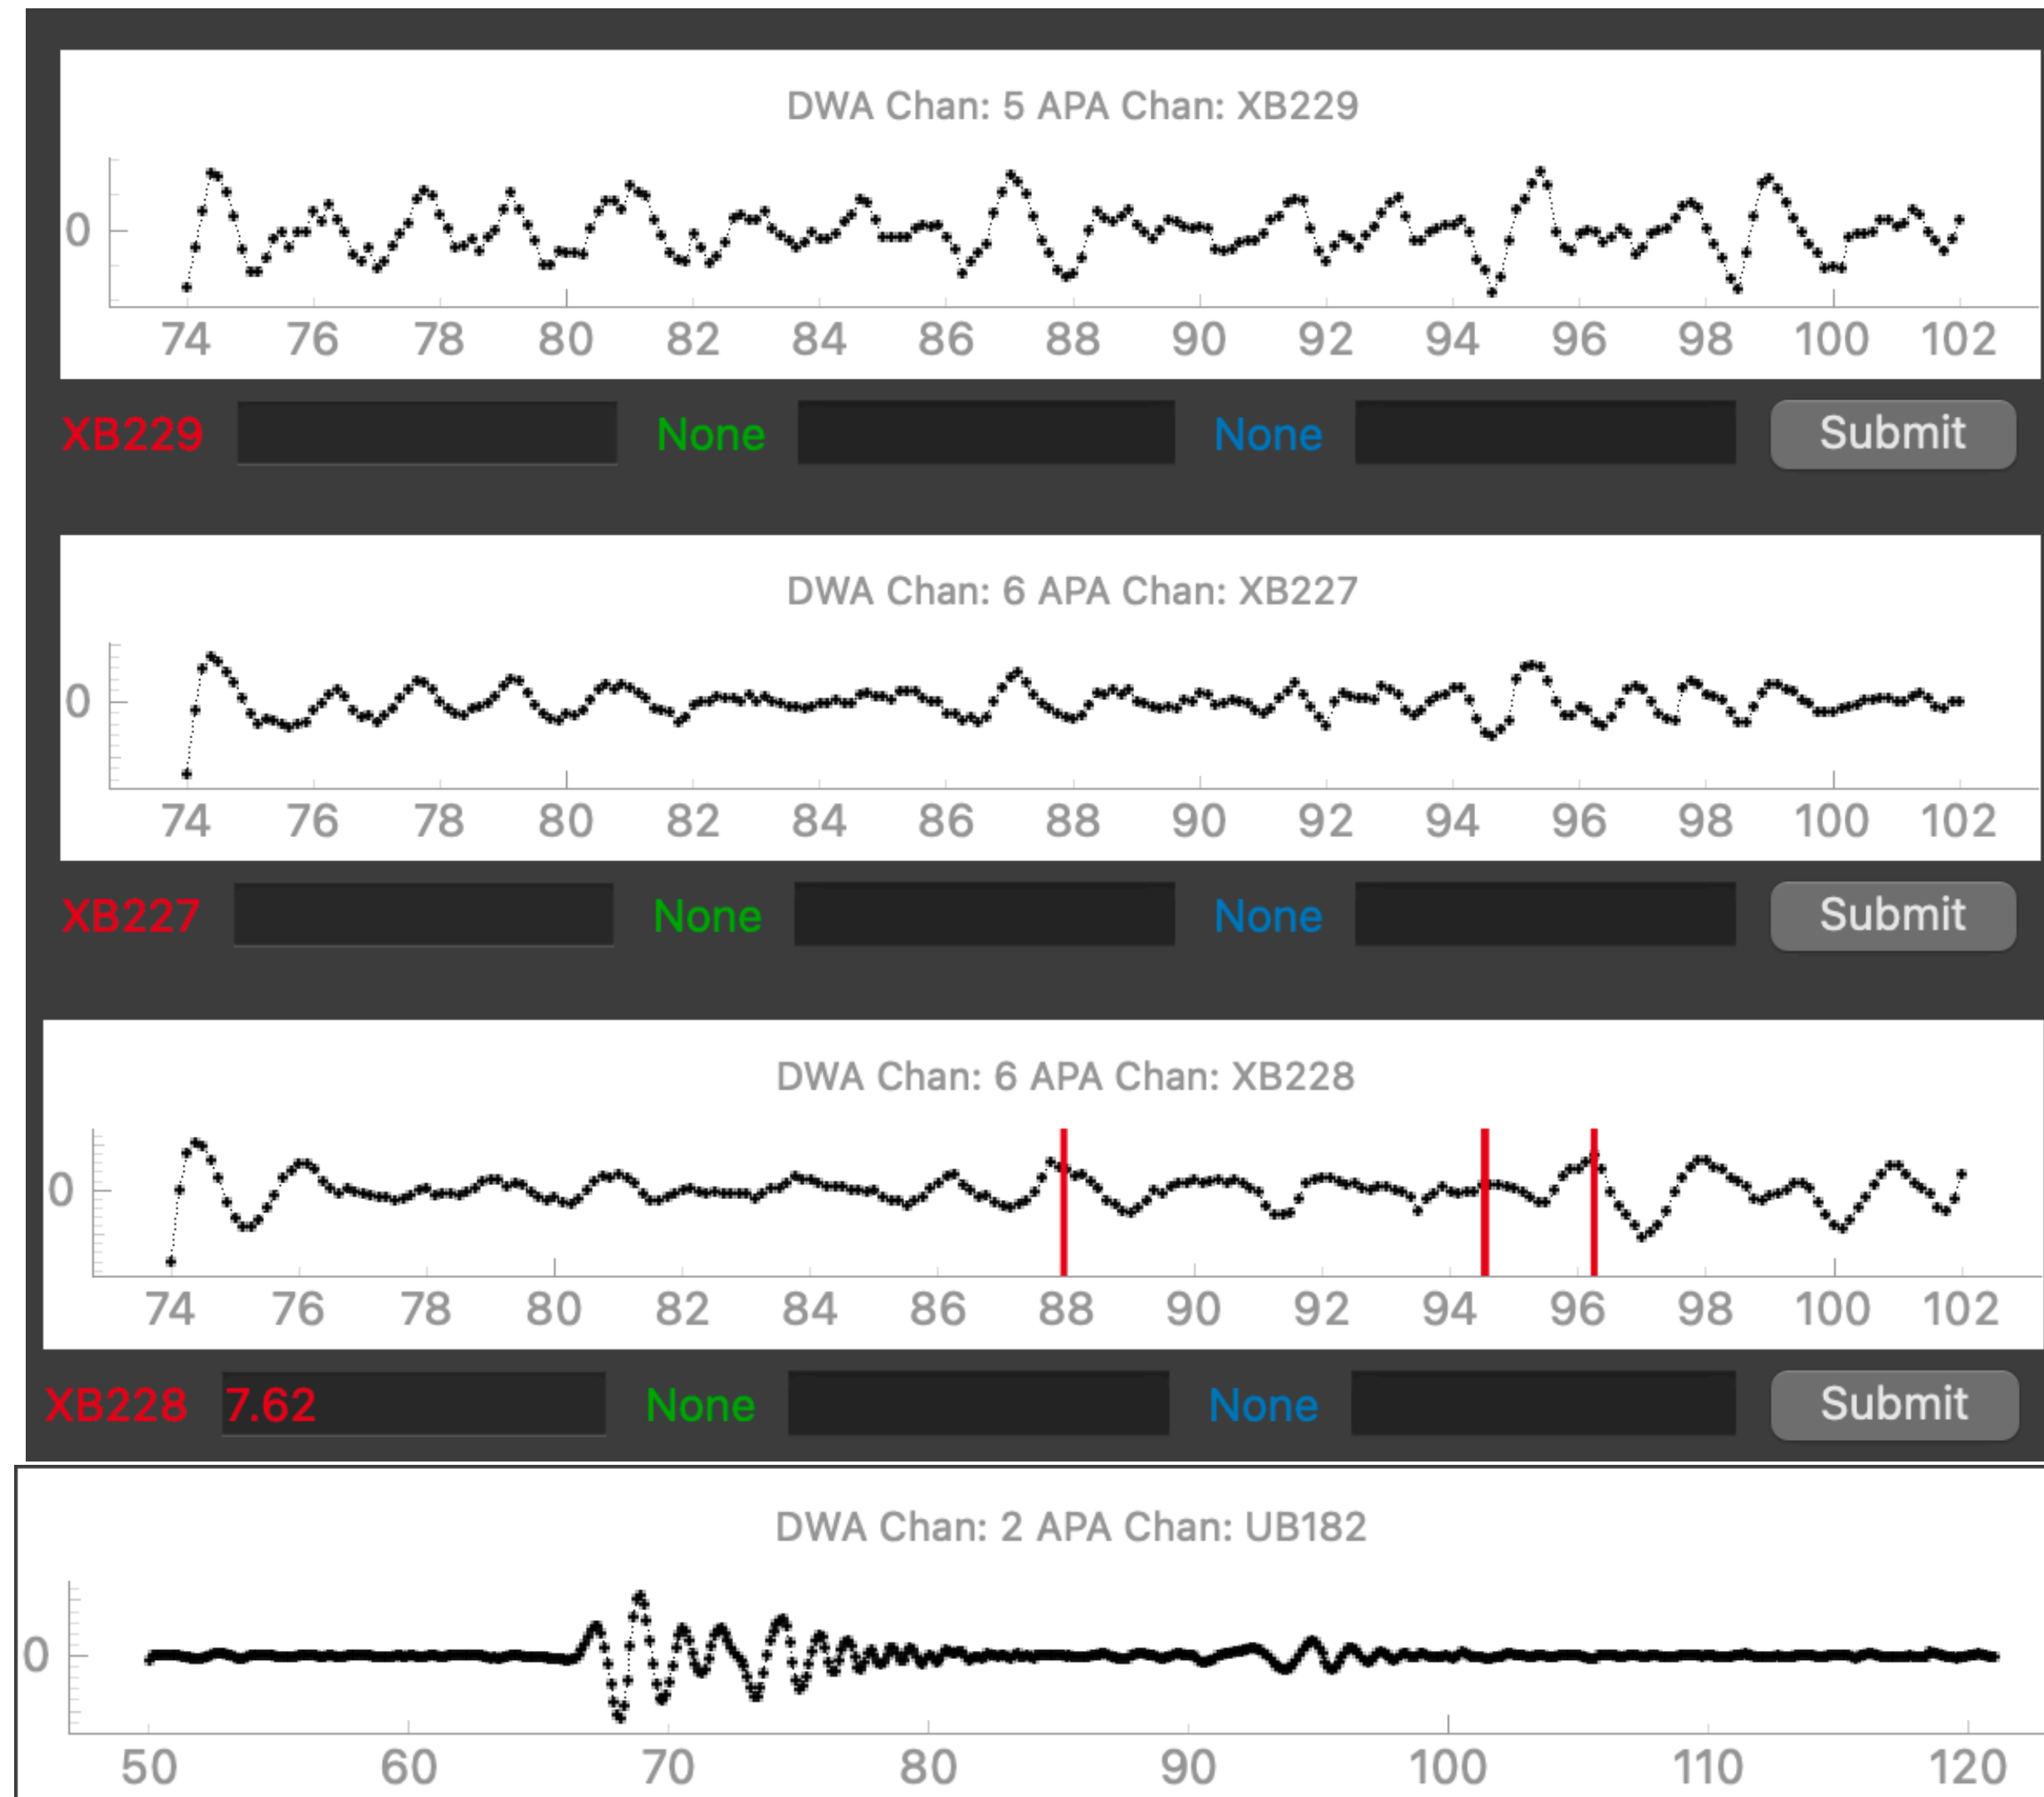 DWA Chan: 5 APA Chan: XB229
0
74 76 78 80 82 84 86 88 90 92 94 96 98 100 102
XB229 None None Submit
DWA Chan: 6 APA Chan: XB227
0
74 76 78 80 82 84 86 88 90 92 94 96 98 100 102
XB227 None None Submit
DWA Chan: 6 APA Chan: XB228
0
74 76 78 80 82 84 86 88 90 92 94 96 98 100 102
XB228 7.62 None None Submit
DWA Chan: 2 APA Chan: UB182
0
50 60 70 80 90 100 110 120